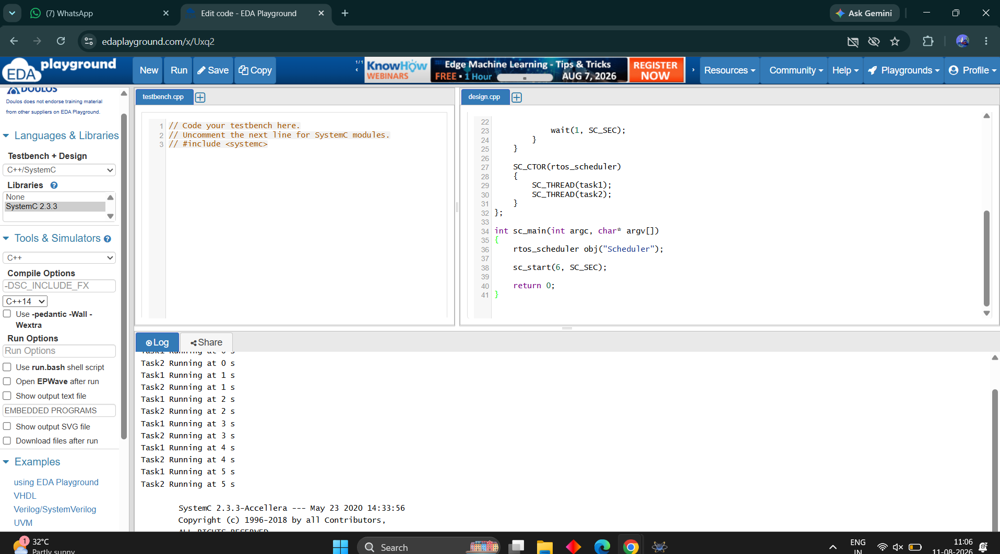 (7) WhatsApp
Edit code - EDA Playground
Ask Gemini
edaplayground.com/x/Uxq2
EDA playground
New
Run
Save
Copy
1/1
KnowHow
WEBINARS
Edge Machine Learning - Tips & Tricks
FREE • 1 Hour
AUG 7, 2026
REGISTER
NOW
Resources
Community
Help
Playgrounds
Profile
DOULOS
Doulos does not endorse training material
from other suppliers on EDA Playground.
Languages & Libraries
Testbench + Design
C++/SystemC
Libraries
None
SystemC 2.3.3
Tools & Simulators
C++
Compile Options
-DSC_INCLUDE_FX
C++14
Use -pedantic -Wall -
Wextra
Run Options
Run Options
Use run.bash shell script
Open EPWave after run
Show output text file
EMBEDDED PROGRAMS
Show output SVG file
Download files after run
Examples
using EDA Playground
VHDL
Verilog/SystemVerilog
UVM
testbench.cpp
1 // Code your testbench here.
2 // Uncomment the next line for SystemC modules.
3 // #include <systemc>
design.cpp
22
23 wait(1, SC_SEC);
24 }
25 }
26
27 SC_CTOR(rtos_scheduler)
28 {
29 SC_THREAD(task1);
30 SC_THREAD(task2);
31 }
32 };
33
34 int sc_main(int argc, char* argv[])
35 {
36 rtos_scheduler obj("Scheduler");
37
38 sc_start(6, SC_SEC);
39
40 return 0;
41 }
Log
Share
Task1 Running at 0 s
Task2 Running at 0 s
Task1 Running at 1 s
Task2 Running at 1 s
Task1 Running at 2 s
Task2 Running at 2 s
Task1 Running at 3 s
Task2 Running at 3 s
Task1 Running at 4 s
Task2 Running at 4 s
Task1 Running at 5 s
Task2 Running at 5 s
SystemC 2.3.3-Accellera --- May 23 2020 14:33:56
Copyright (c) 1996-2018 by all Contributors,
ALL RIGHTS RESERVED
1
32°C
Partly sunny
Search
ENG
IN
11:06
11-08-2026